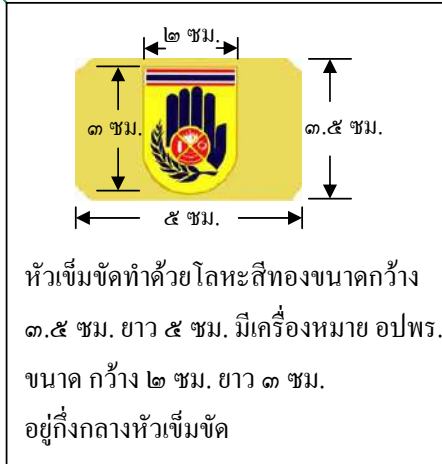 ๒ ซม.
๓ ซม.
๓.๕ ซม.
๕ ซม.
หัวเข็มขัดทำด้วยโลหะสีทองขนาดกว้าง
๓.๕ ซม. ยาว ๕ ซม. มีเครื่องหมาย อปพร.
ขนาด กว้าง ๒ ซม. ยาว ๓ ซม.
อยู่กึ่งกลางหัวเข็มขัด